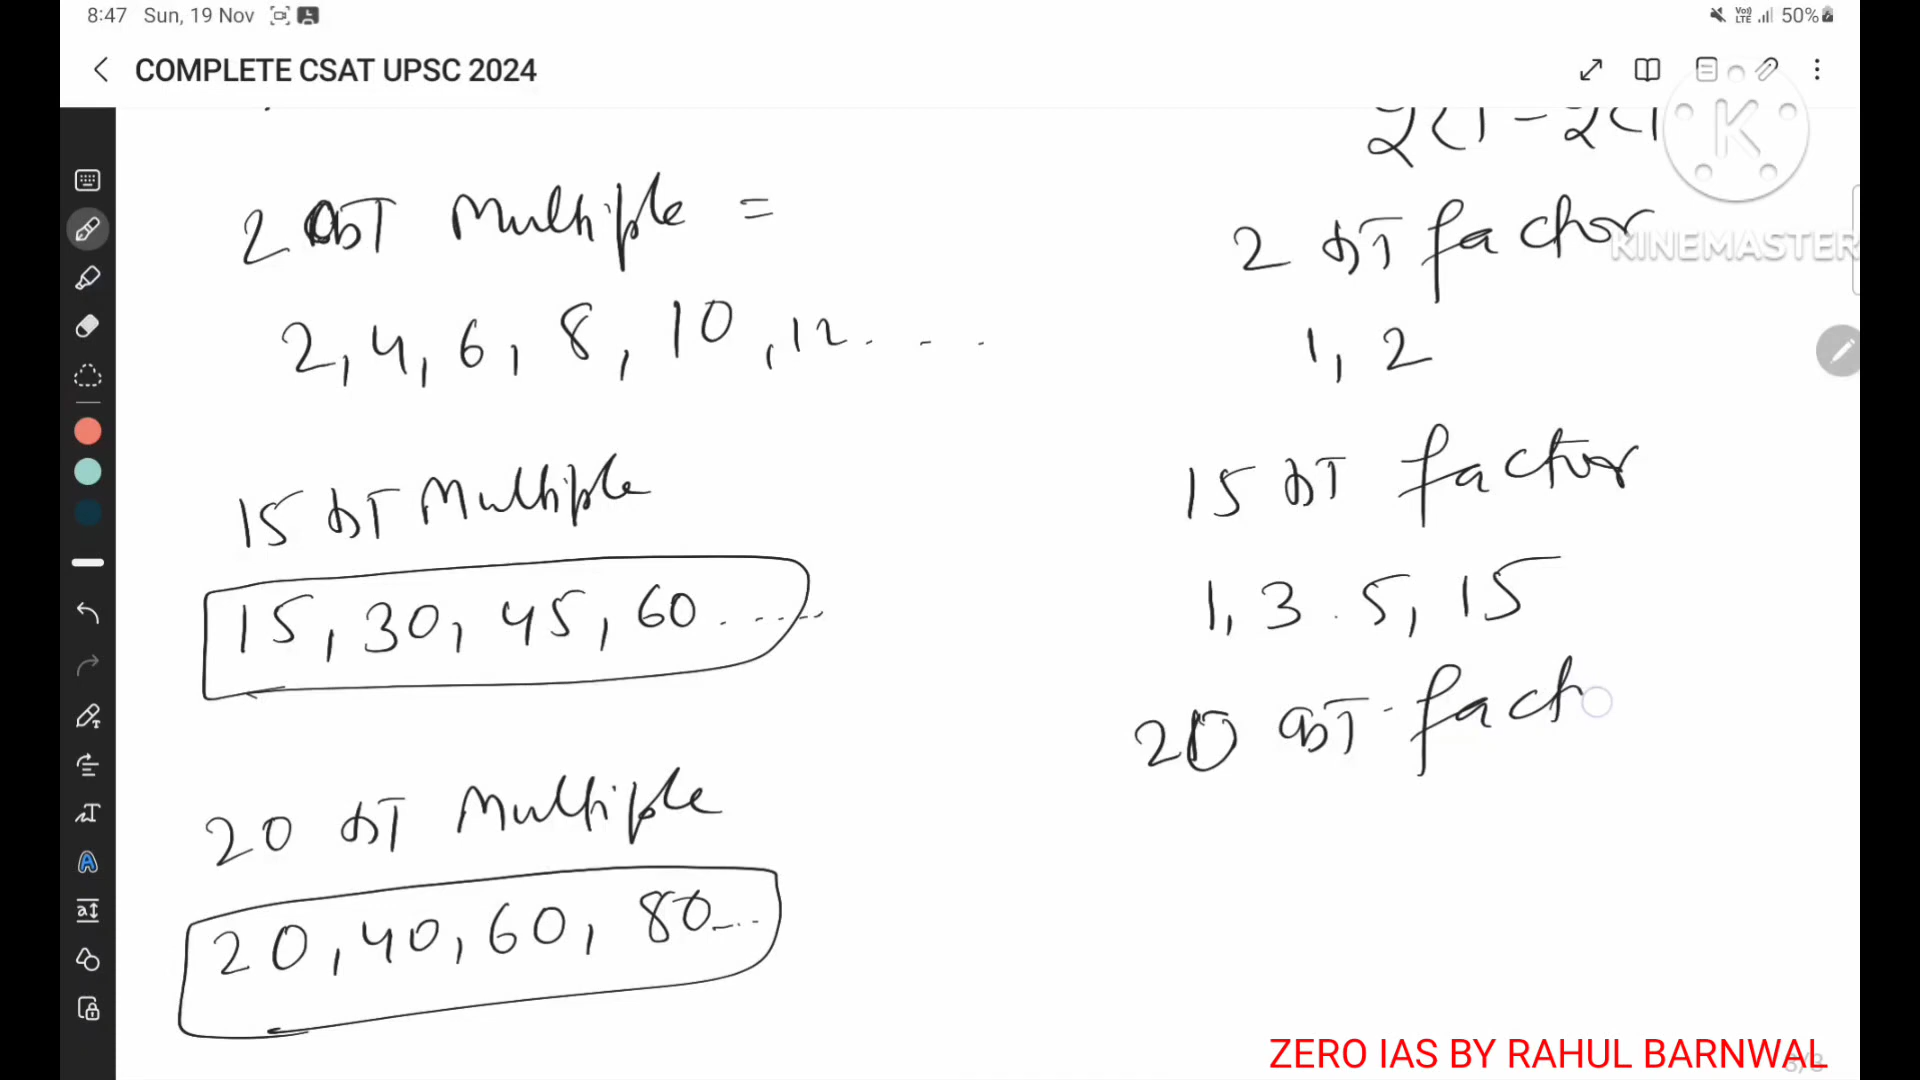 8:47 Sun, 19 Nov 50%
COMPLETE CSAT UPSC 2024
2 का Multiple =
2, 4, 6, 8, 10, 12. . . .
15 का Multiple
15, 30, 45, 60 . . . . .
20 का Multiple
20, 40, 60, 80 ...
2 का factor
1, 2
15 का factor
1, 3 . 5, 15
20 का fact
K
KINEMASTER
ZERO IAS BY RAHUL BARNWAL